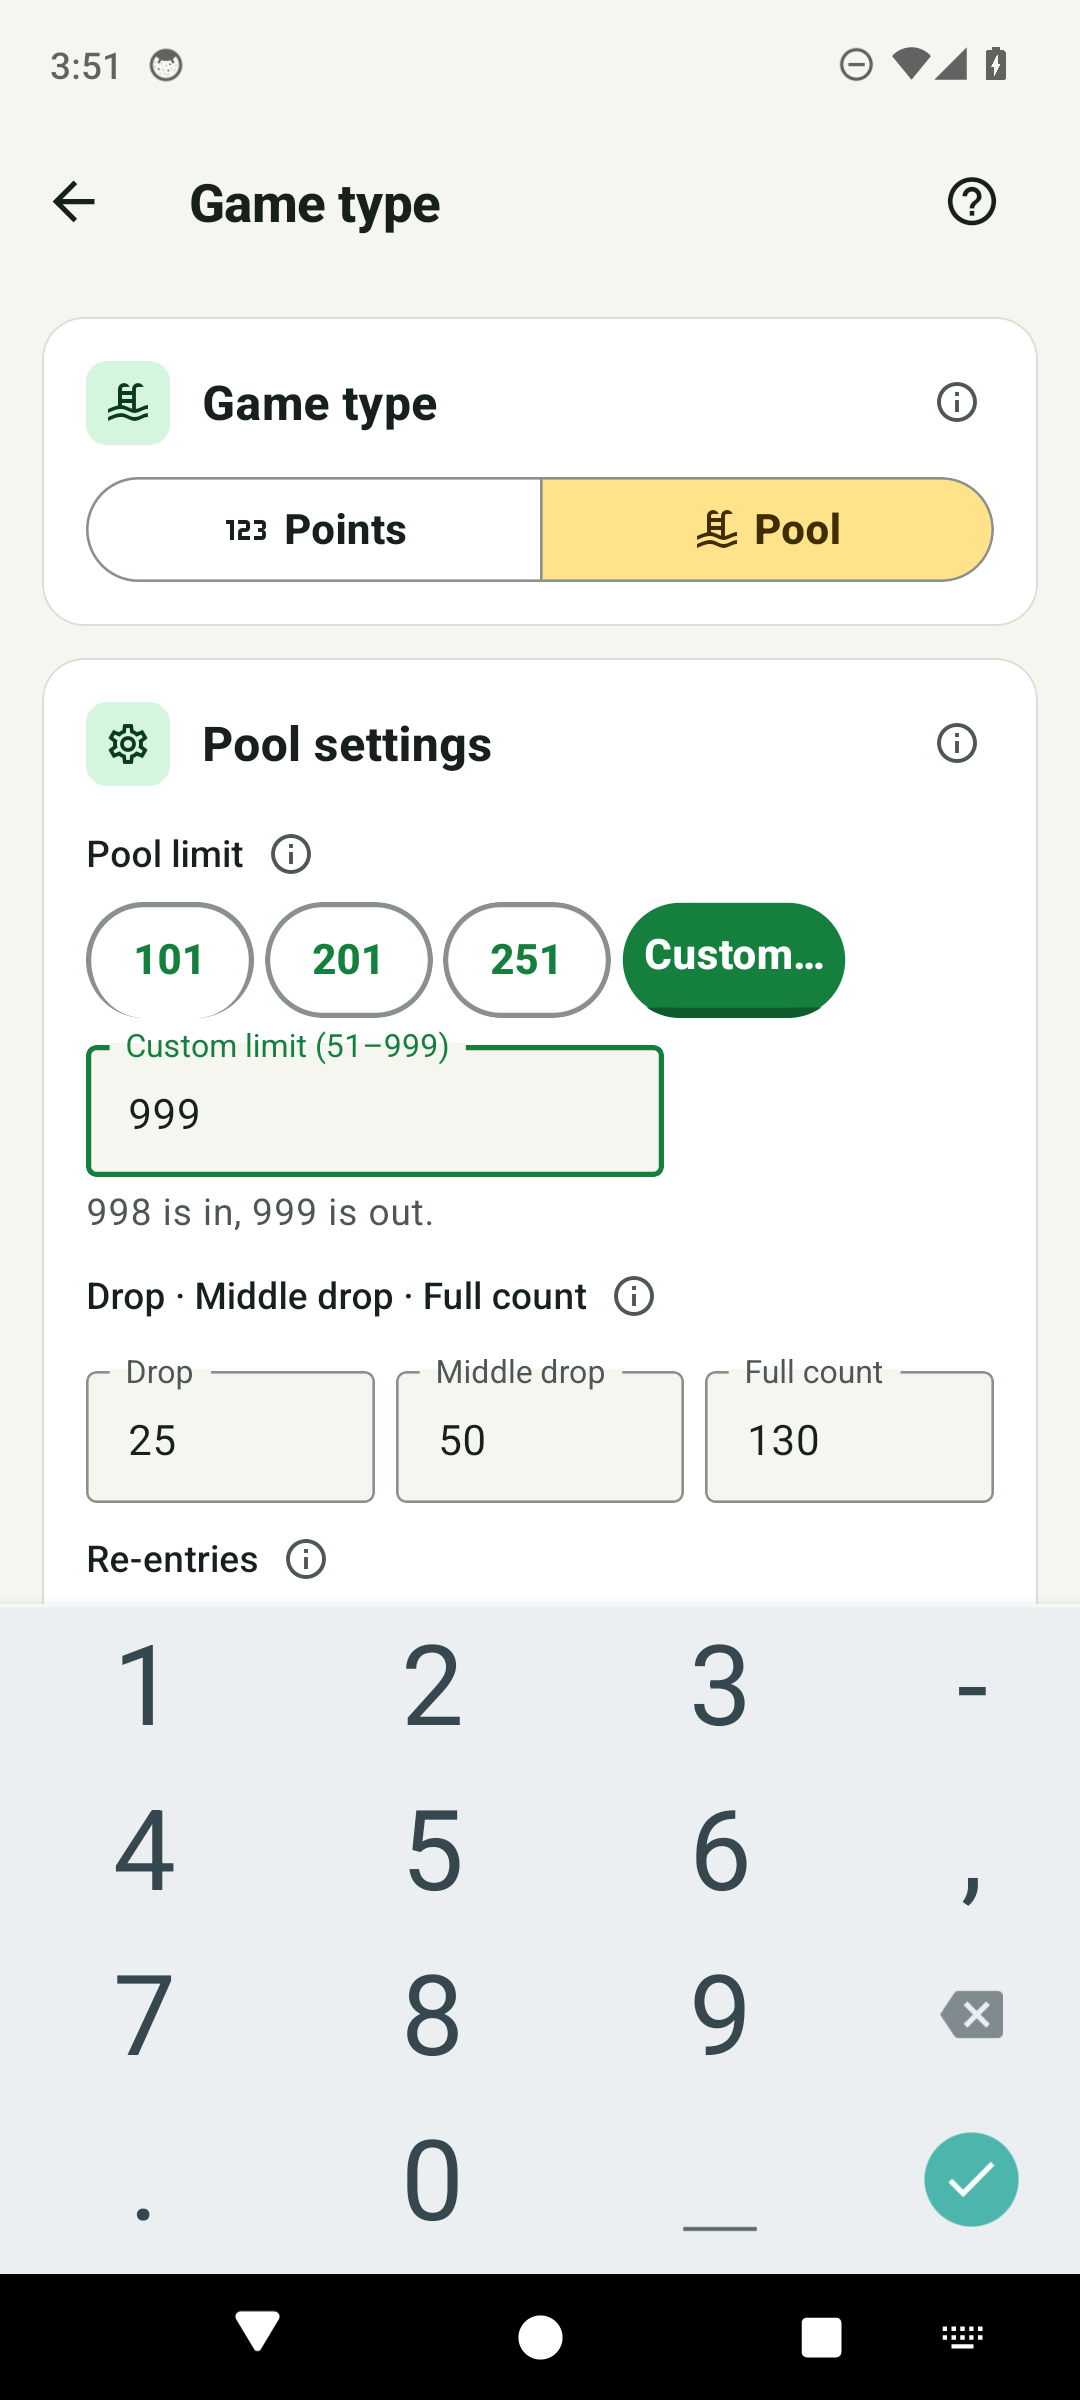 3:51
Game type
Game type
123 Points
Pool
Pool settings
Pool limit
101
201
251
Custom…
Custom limit (51–999)
999
998 is in, 999 is out.
Drop · Middle drop · Full count
Drop
Middle drop
Full count
25
50
130
Re-entries
1 2 3 -
4 5 6 ,
7 8 9
. 0 _